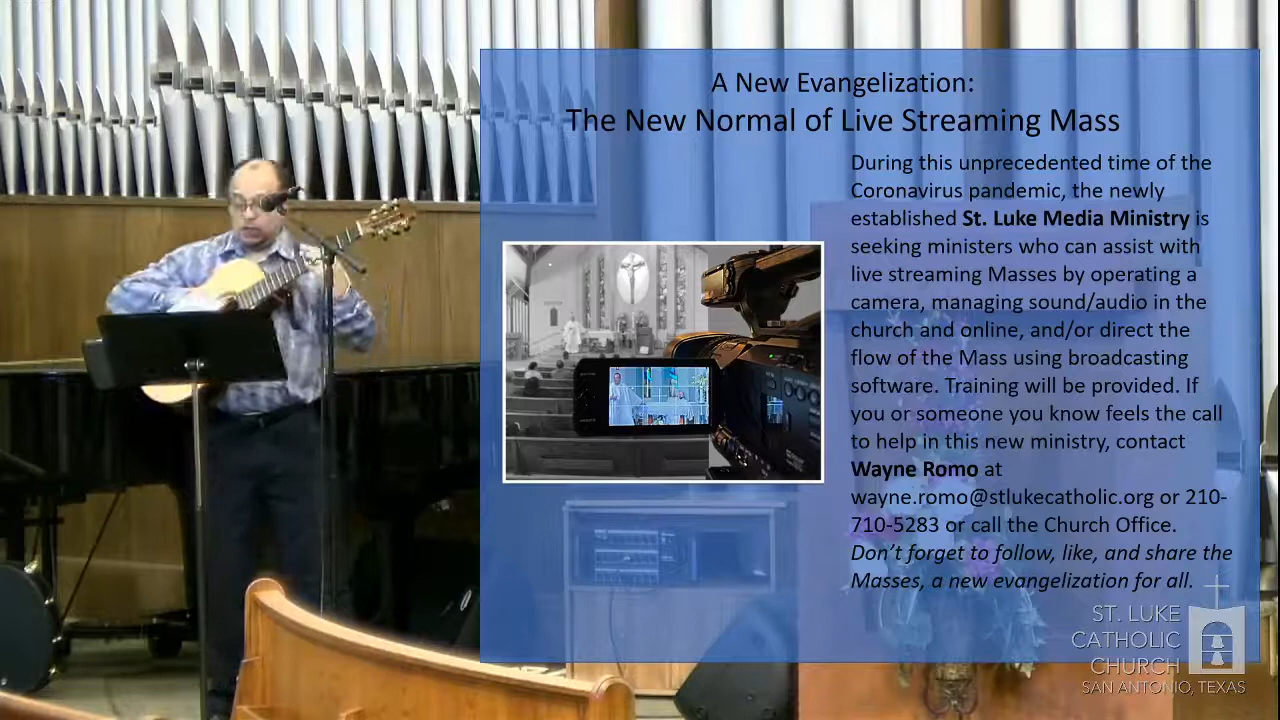 A New Evangelization:
The New Normal of Live Streaming Mass
During this unprecedented time of the
Coronavirus pandemic, the newly
established St. Luke Media Ministry is
seeking ministers who can assist with
live streaming Masses by operating a
camera, managing sound/audio in the
church and online, and/or direct the
flow of the Mass using broadcasting
software. Training will be provided. If
you or someone you know feels the call
to help in this new ministry, contact
Wayne Romo at
wayne.romo@stlukecatholic.org or 210-
710-5283 or call the Church Office.
Don't forget to follow, like, and share the
Masses, a new evangelization for all.
ST. LUKE
CATHOLIC
CHURCH
SAN ANTONIO, TEXAS